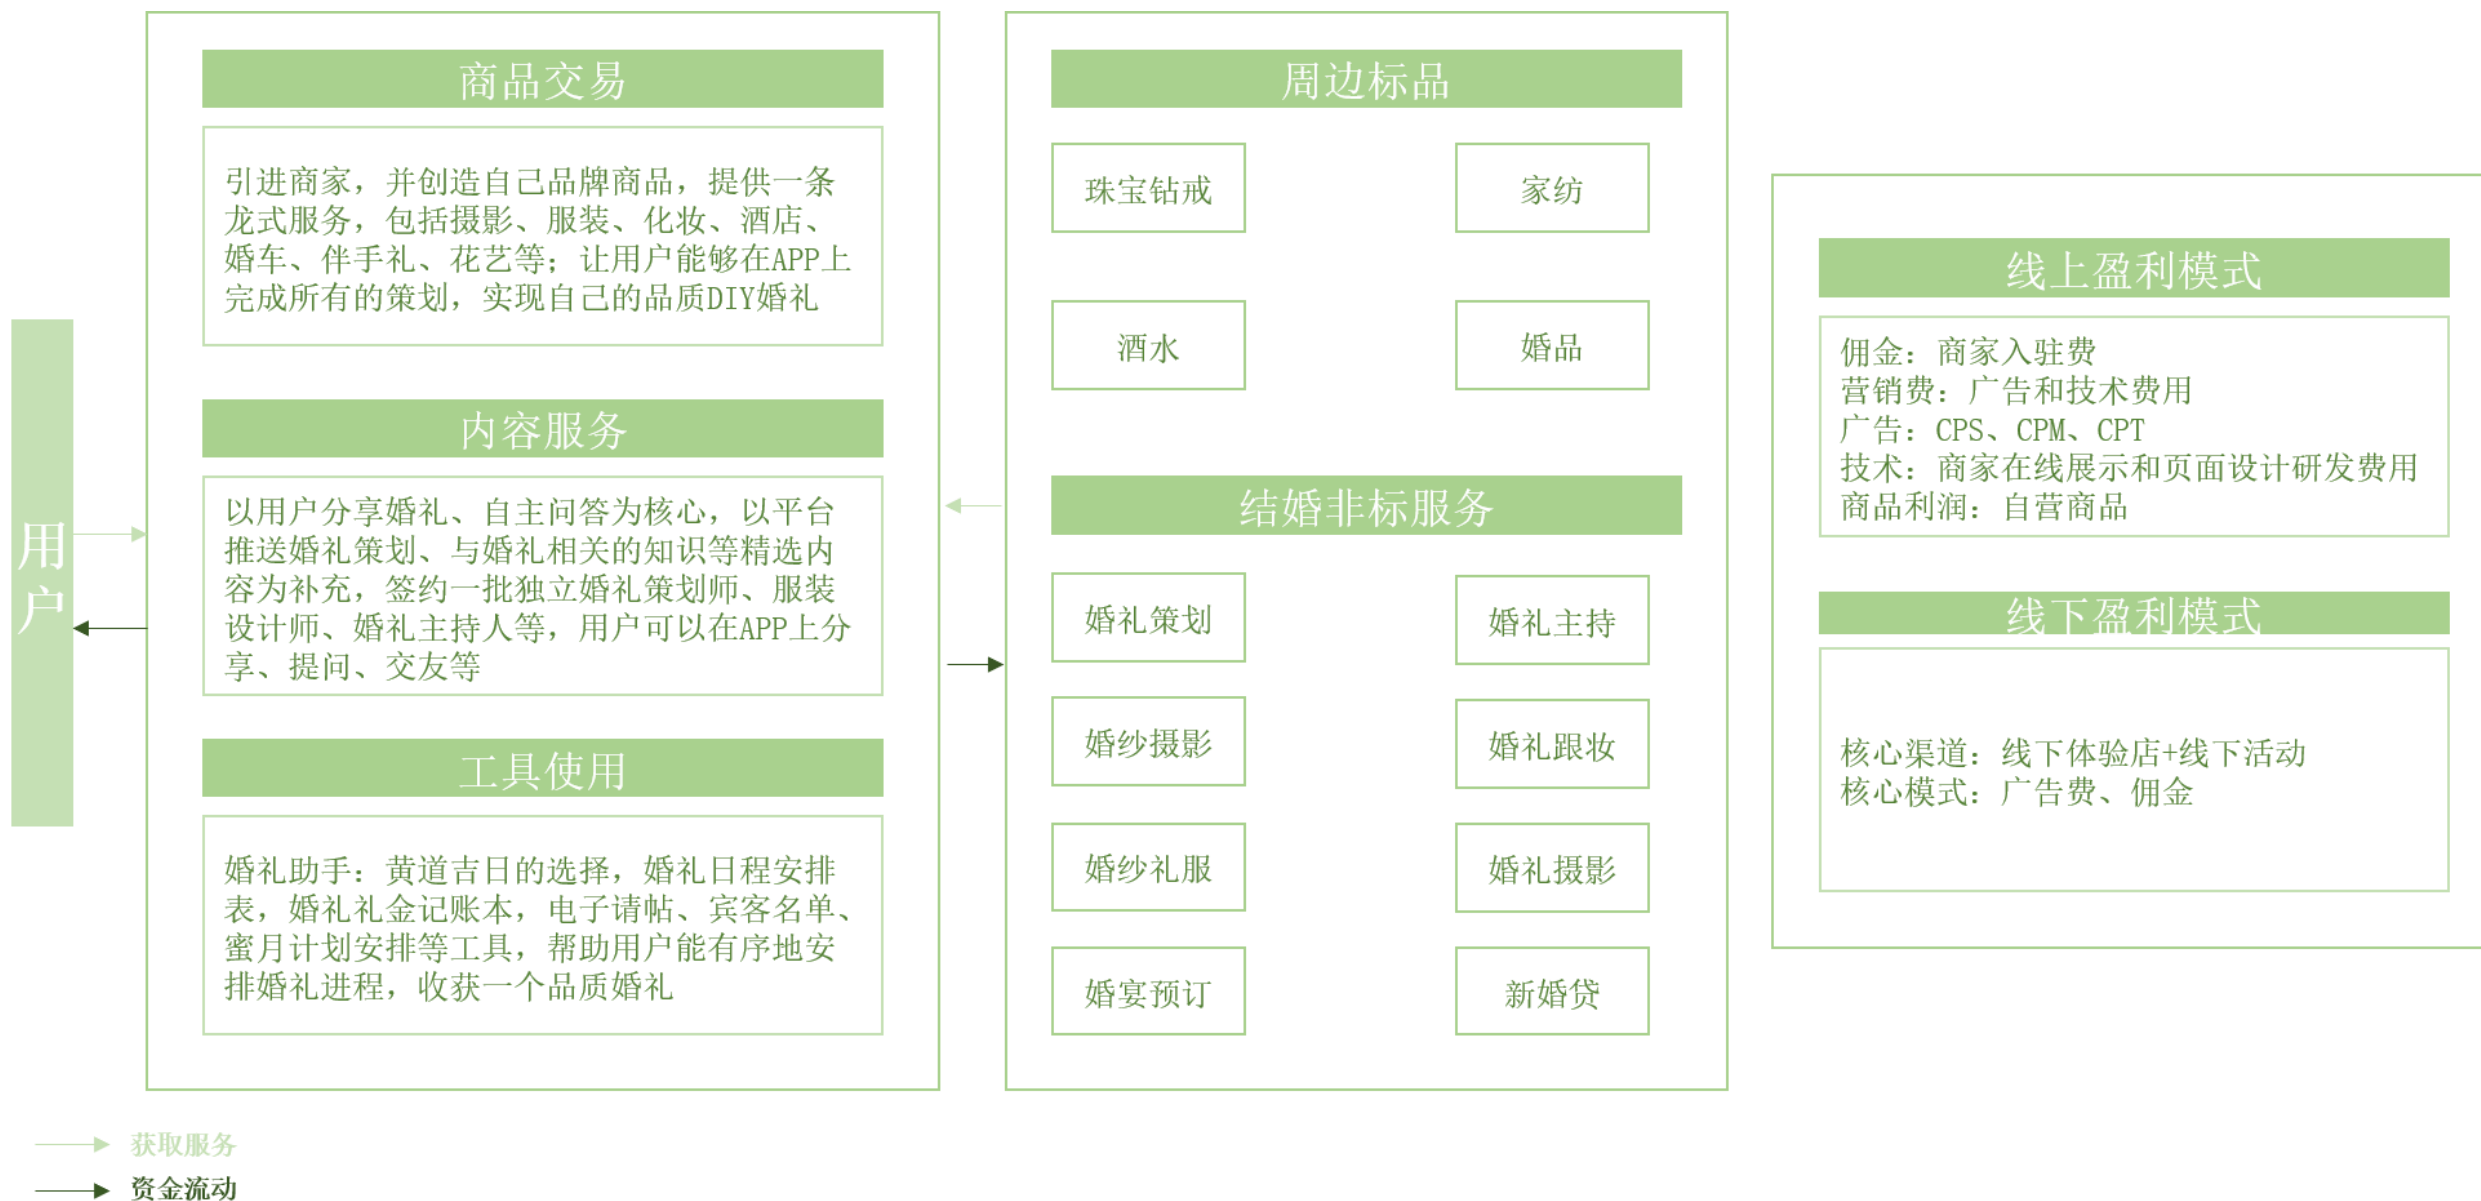 用户
商品交易
引进商家，并创造自己品牌商品，提供一条
龙式服务，包括摄影、服装、化妆、酒店、
婚车、伴手礼、花艺等；让用户能够在APP上
完成所有的策划，实现自己的品质DIY婚礼
内容服务
以用户分享婚礼、自主问答为核心，以平台
推送婚礼策划、与婚礼相关的知识等精选内
容为补充，签约一批独立婚礼策划师、服装
设计师、婚礼主持人等，用户可以在APP上分
享、提问、交友等
工具使用
婚礼助手：黄道吉日的选择，婚礼日程安排
表，婚礼礼金记账本，电子请帖、宾客名单、
蜜月计划安排等工具，帮助用户能有序地安
排婚礼进程，收获一个品质婚礼
周边标品
珠宝钻戒
家纺
酒水
婚品
结婚非标服务
婚礼策划
婚礼主持
婚纱摄影
婚礼跟妆
婚纱礼服
婚礼摄影
婚宴预订
新婚贷
线上盈利模式
佣金：商家入驻费
营销费：广告和技术费用
广告：CPS、CPM、CPT
技术：商家在线展示和页面设计研发费用
商品利润：自营商品
线下盈利模式
核心渠道：线下体验店+线下活动
核心模式：广告费、佣金
获取服务
资金流动